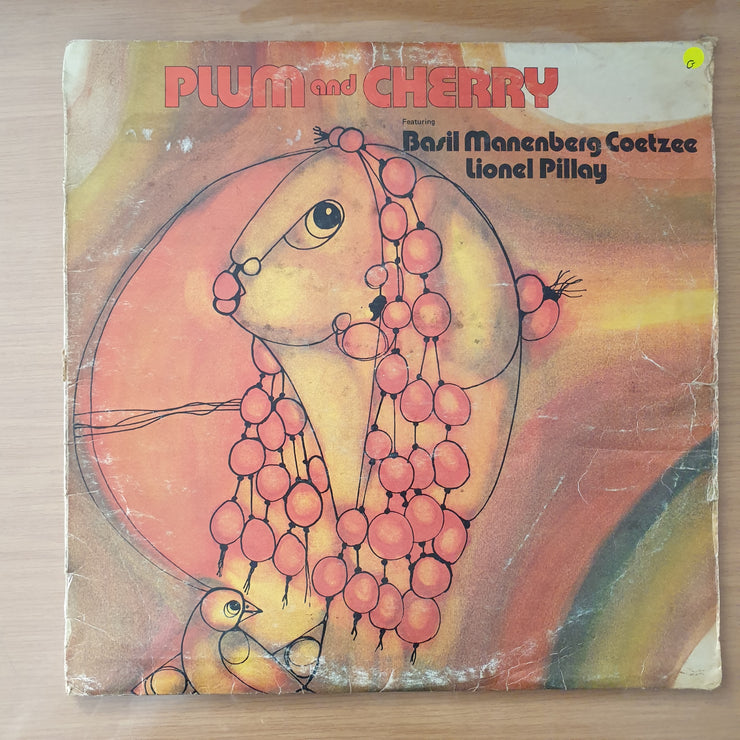 PLUM and CHERRY
G
Featuring
Basil Manenberg Coetzee
Lionel Pillay